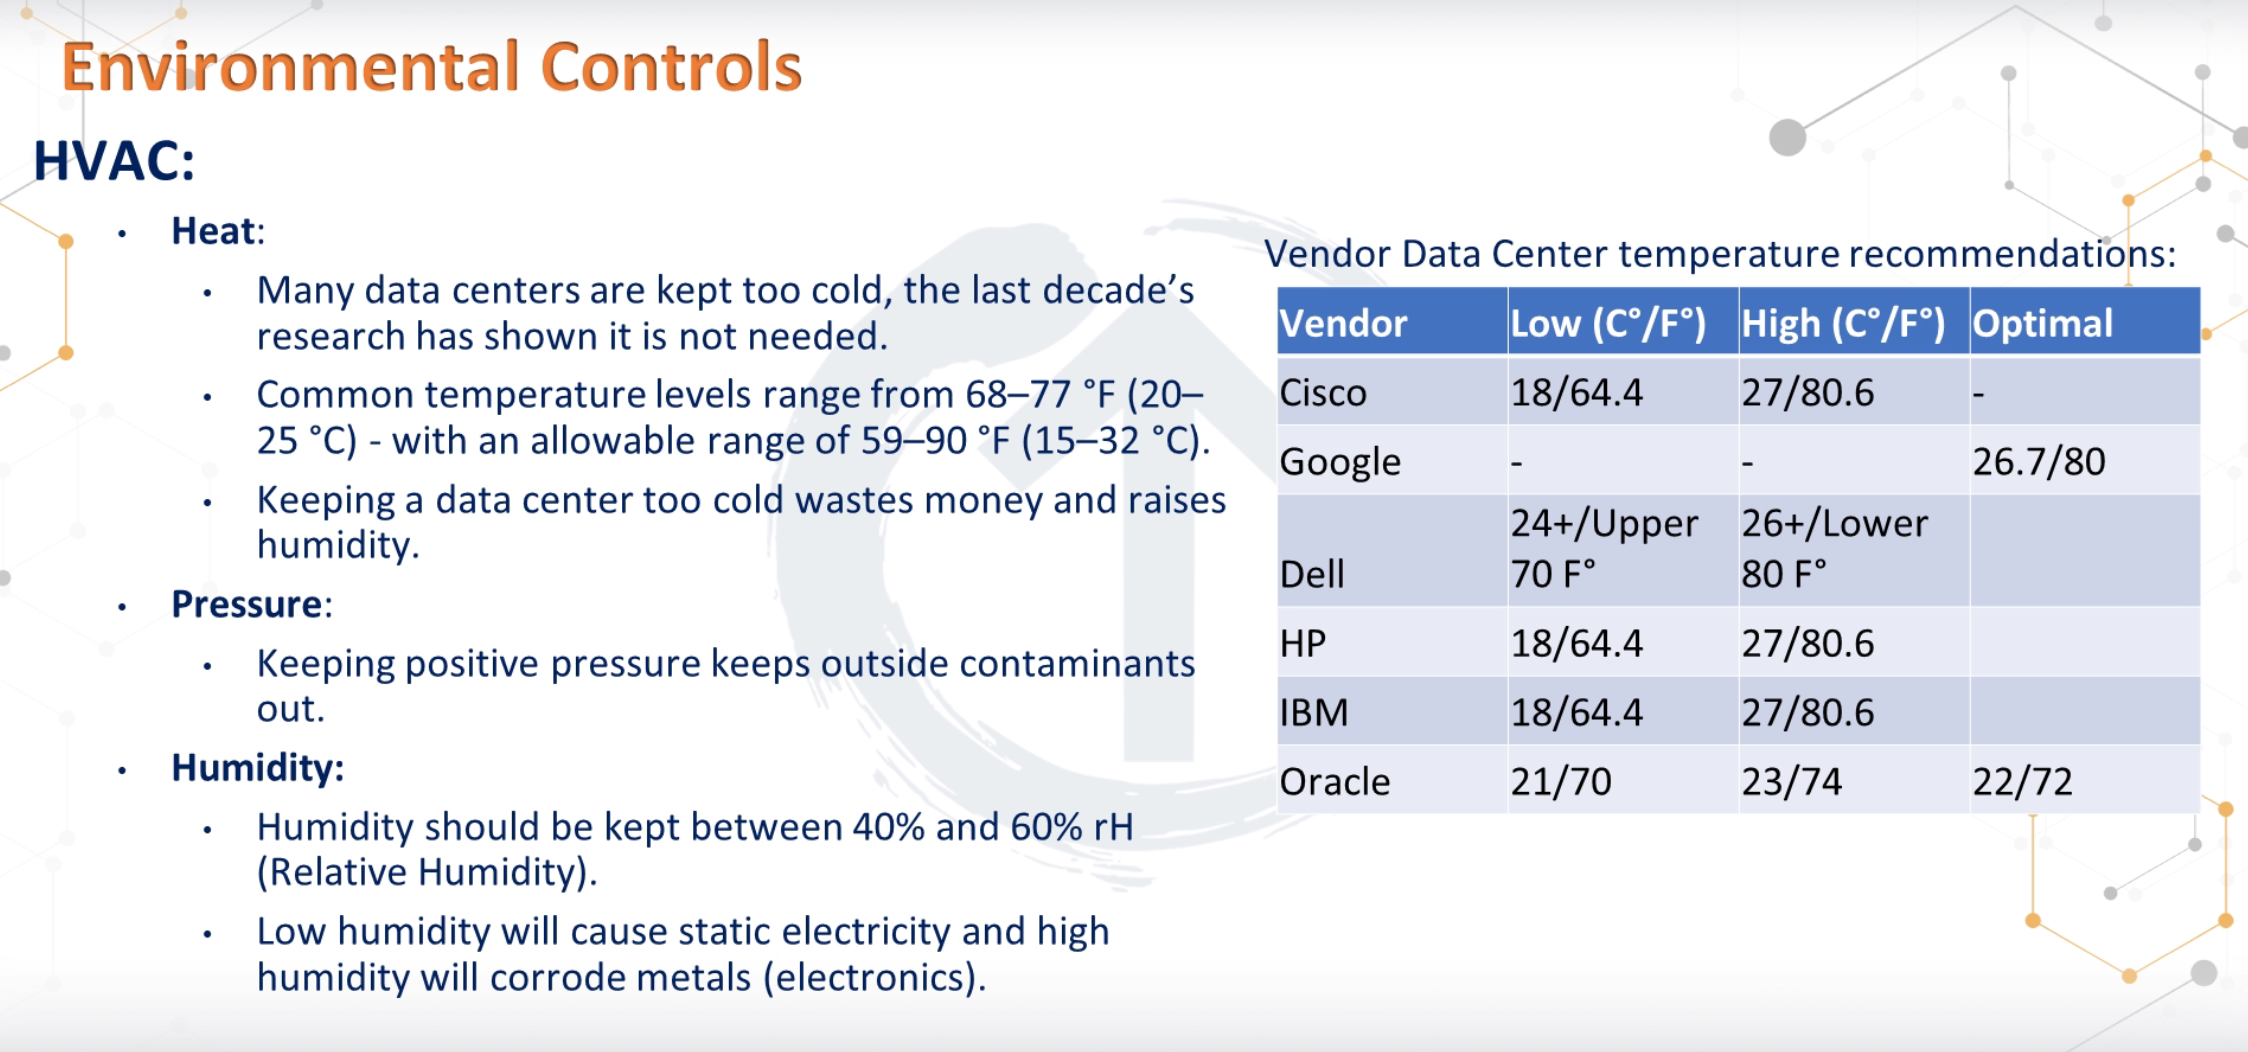 Environmental Controls
HVAC:
• Heat:
• Many data centers are kept too cold, the last decade's
research has shown it is not needed.
• Common temperature levels range from 68–77 °F (20–
25 °C) - with an allowable range of 59–90 °F (15–32 °C).
• Keeping a data center too cold wastes money and raises
humidity.
• Pressure:
• Keeping positive pressure keeps outside contaminants
out.
• Humidity:
• Humidity should be kept between 40% and 60% rH
(Relative Humidity).
• Low humidity will cause static electricity and high
humidity will corrode metals (electronics).
Vendor Data Center temperature recommendations:
Vendor Low (C°/F°) High (C°/F°) Optimal
Cisco 18/64.4 27/80.6 -
Google - - 26.7/80
24+/Upper 26+/Lower
Dell 70 F° 80 F°
HP 18/64.4 27/80.6
IBM 18/64.4 27/80.6
Oracle 21/70 23/74 22/72